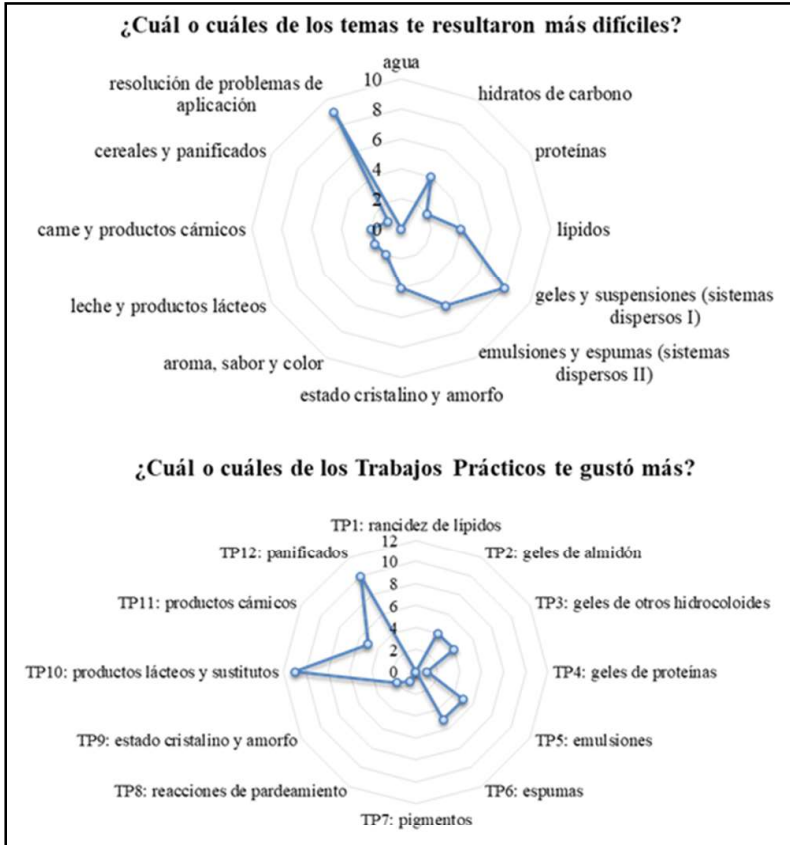 ¿Cuál o cuáles de los temas te resultaron más difíciles?
agua
10
8
6
4
2
0
hidratos de carbono
proteínas
lípidos
geles y suspensiones (sistemas
dispersos I)
emulsiones y espumas (sistemas
dispersos II)
estado cristalino y amorfo
aroma, sabor y color
leche y productos lácteos
carne y productos cárnicos
cereales y panificados
resolución de problemas de
aplicación
¿Cuál o cuáles de los Trabajos Prácticos te gustó más?
TP1: rancidez de lípidos
12
10
8
6
4
2
0
TP2: geles de almidón
TP3: geles de otros hidrocoloides
TP4: geles de proteínas
TP5: emulsiones
TP6: espumas
TP7: pigmentos
TP8: reacciones de pardeamiento
TP9: estado cristalino y amorfo
TP10: productos lácteos y sustitutos
TP11: productos cárnicos
TP12: panificados